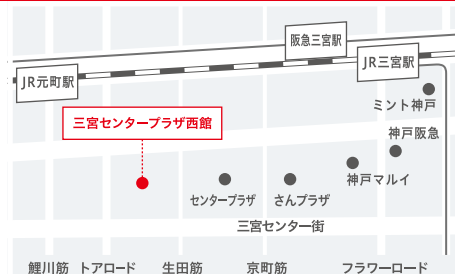 阪急三宮駅
JR三宮駅
JR元町駅
ミント神戸
三宮センタープラザ西館
神戸阪急
神戸マルイ
センタープラザ
さんプラザ
三宮センター街
鯉川筋
トアロード
生田筋
京町筋
フラワーロード